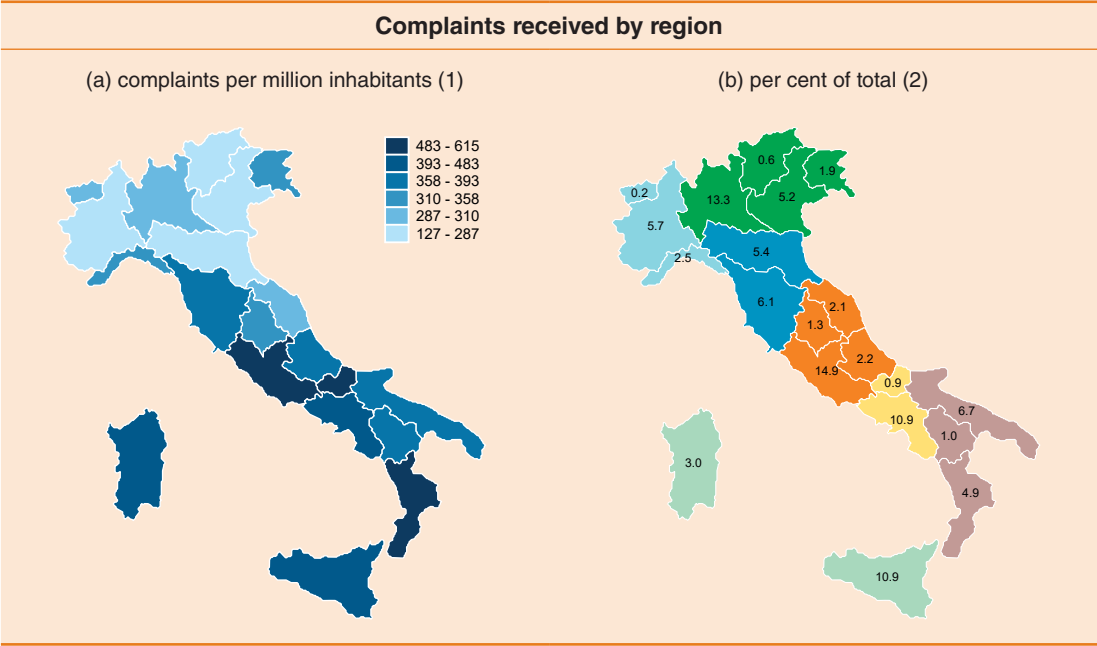 Complaints received by region
(a) complaints per million inhabitants (1)
483 - 615
393 - 483
358 - 393
310 - 358
287 - 310
127 - 287
(b) per cent of total (2)
0.6
1.9
0.2
13.3
5.2
5.7
2.5
5.4
6.1
2.1
1.3
14.9
2.2
0.9
10.9
6.7
1.0
3.0
4.9
10.9